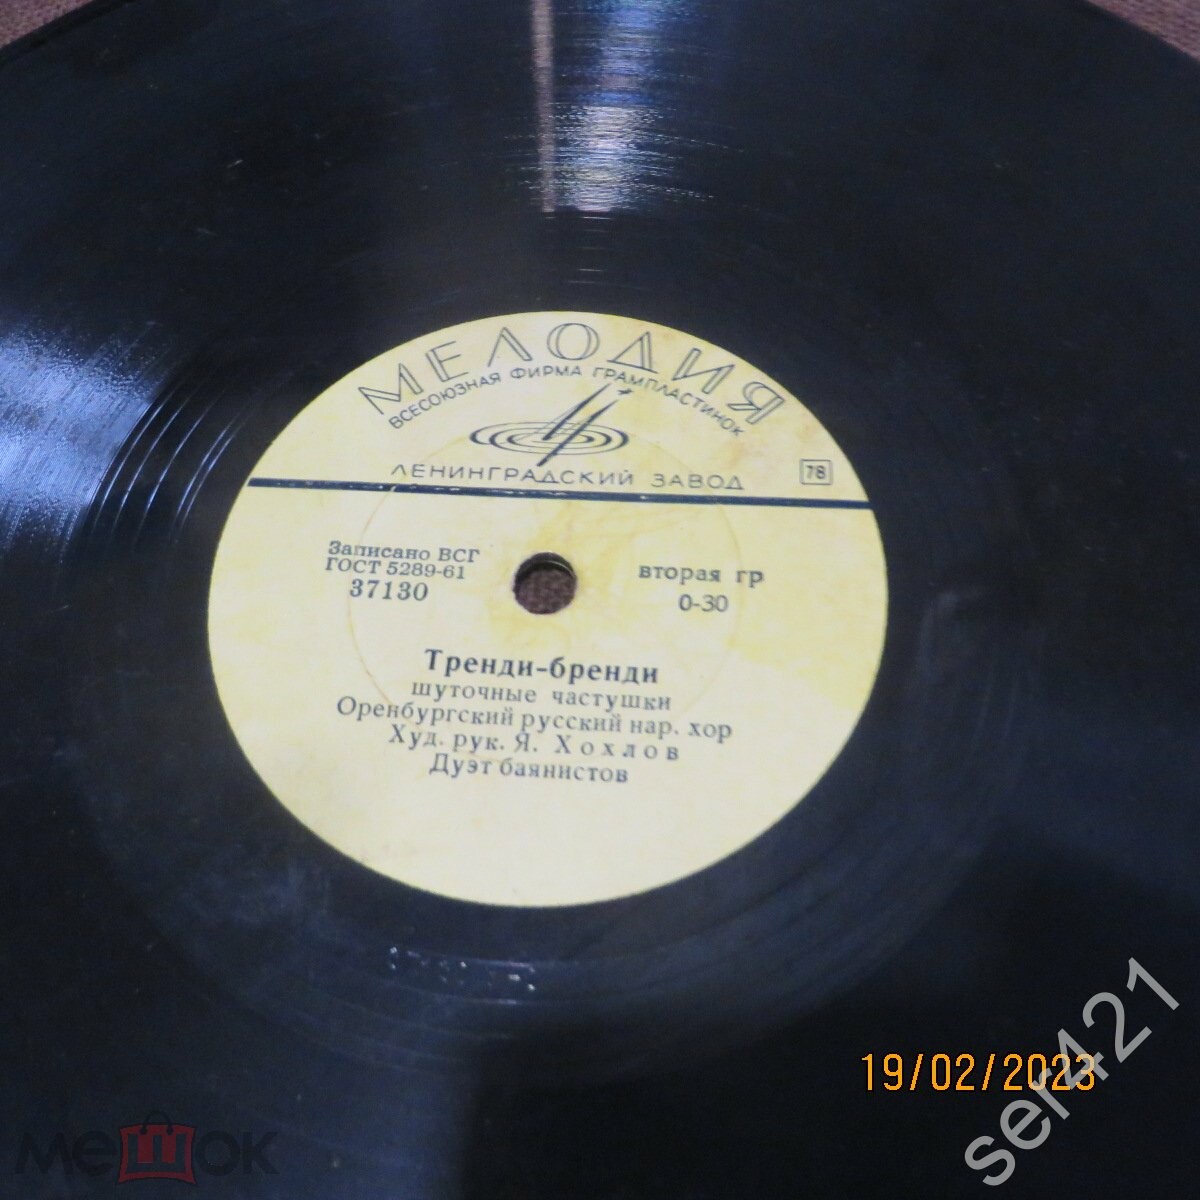 МЕЛОДИЯ
ВСЕСОЮЗНАЯ ФИРМА ГРАМПЛАСТИНОК
ЛЕНИНГРАДСКИЙ ЗАВОД
78
Записано ВСГ
ГОСТ 5289-61
37130
вторая гр
0-30
Тренди-бренди
шуточные частушки
Оренбургский русский нар. хор
Худ. рук. Я. Хохлов
Дуэт баянистов
19/02/2023
ser421
мешок